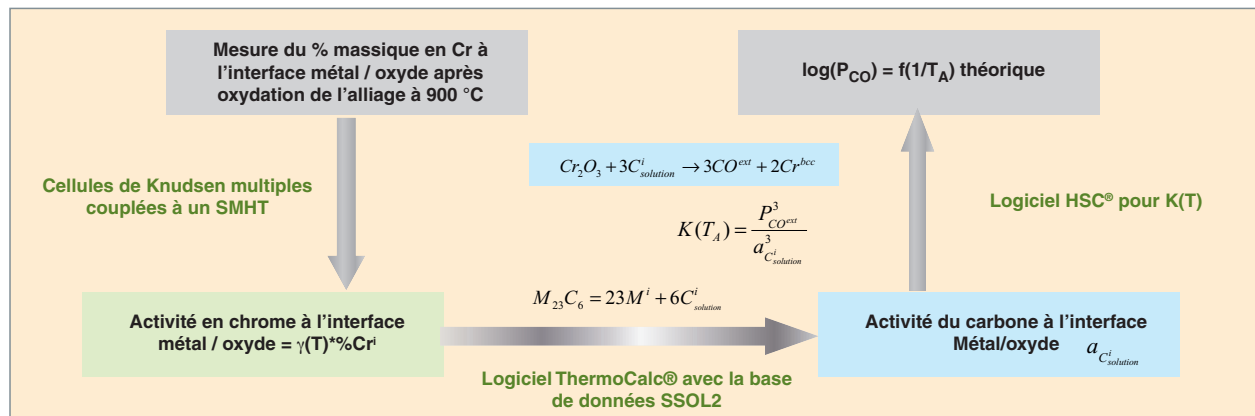 Mesure du % massique en Cr à
l'interface métal / oxyde après
oxydation de l'alliage à 900 °C
log(P_CO) = f(1/T_A) théorique
Cr₂O₃ + 3C^i_solution → 3CO^ext + 2Cr^bcc
Cellules de Knudsen multiples
couplées à un SMHT
Logiciel HSC® pour K(T)
K(T_A) = P³_CO^ext / a³_C^i_solution
M₂₃C₆ = 23M^i + 6C^i_solution
Activité en chrome à l'interface
métal / oxyde = γ(T)*%Cr^i
Activité du carbone à l'interface
Métal/oxyde a_C^i_solution
Logiciel ThermoCalc® avec la base
de données SSOL2